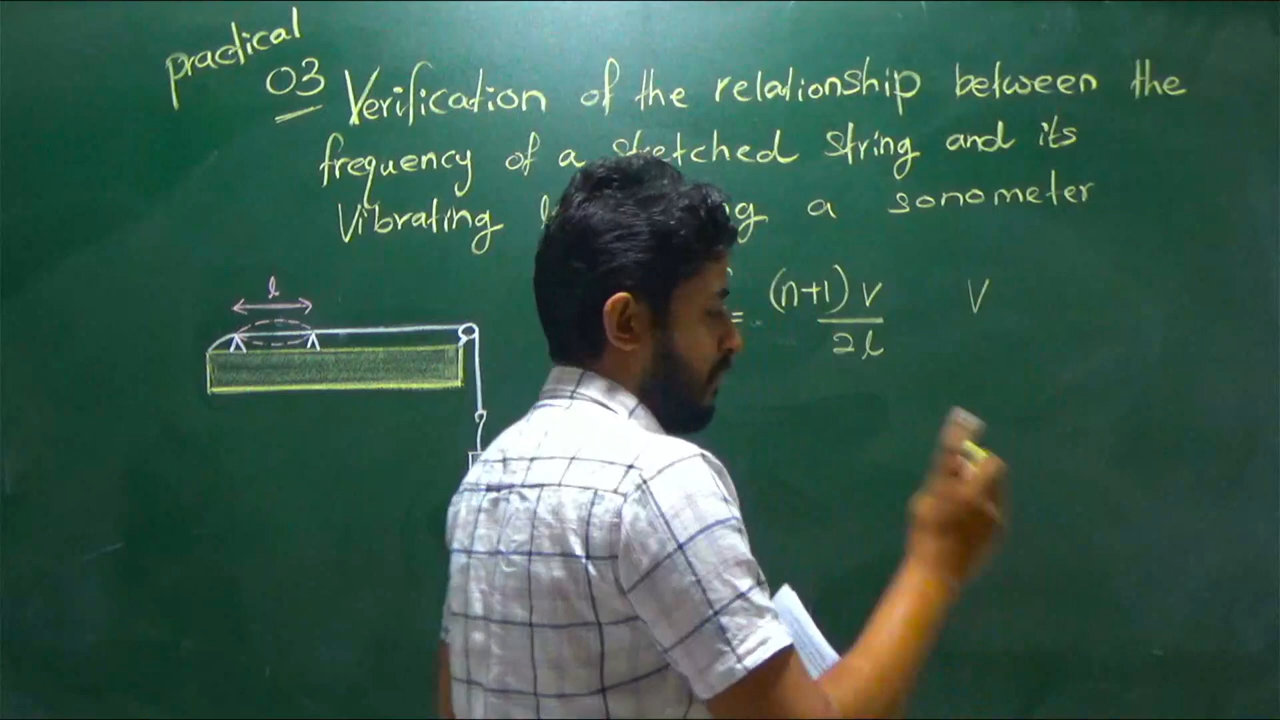 practical
03 Verification of the relationship between the
frequency of a stretched string and its
Vibrating a sonometer
l
= (n+1) V
2l
V